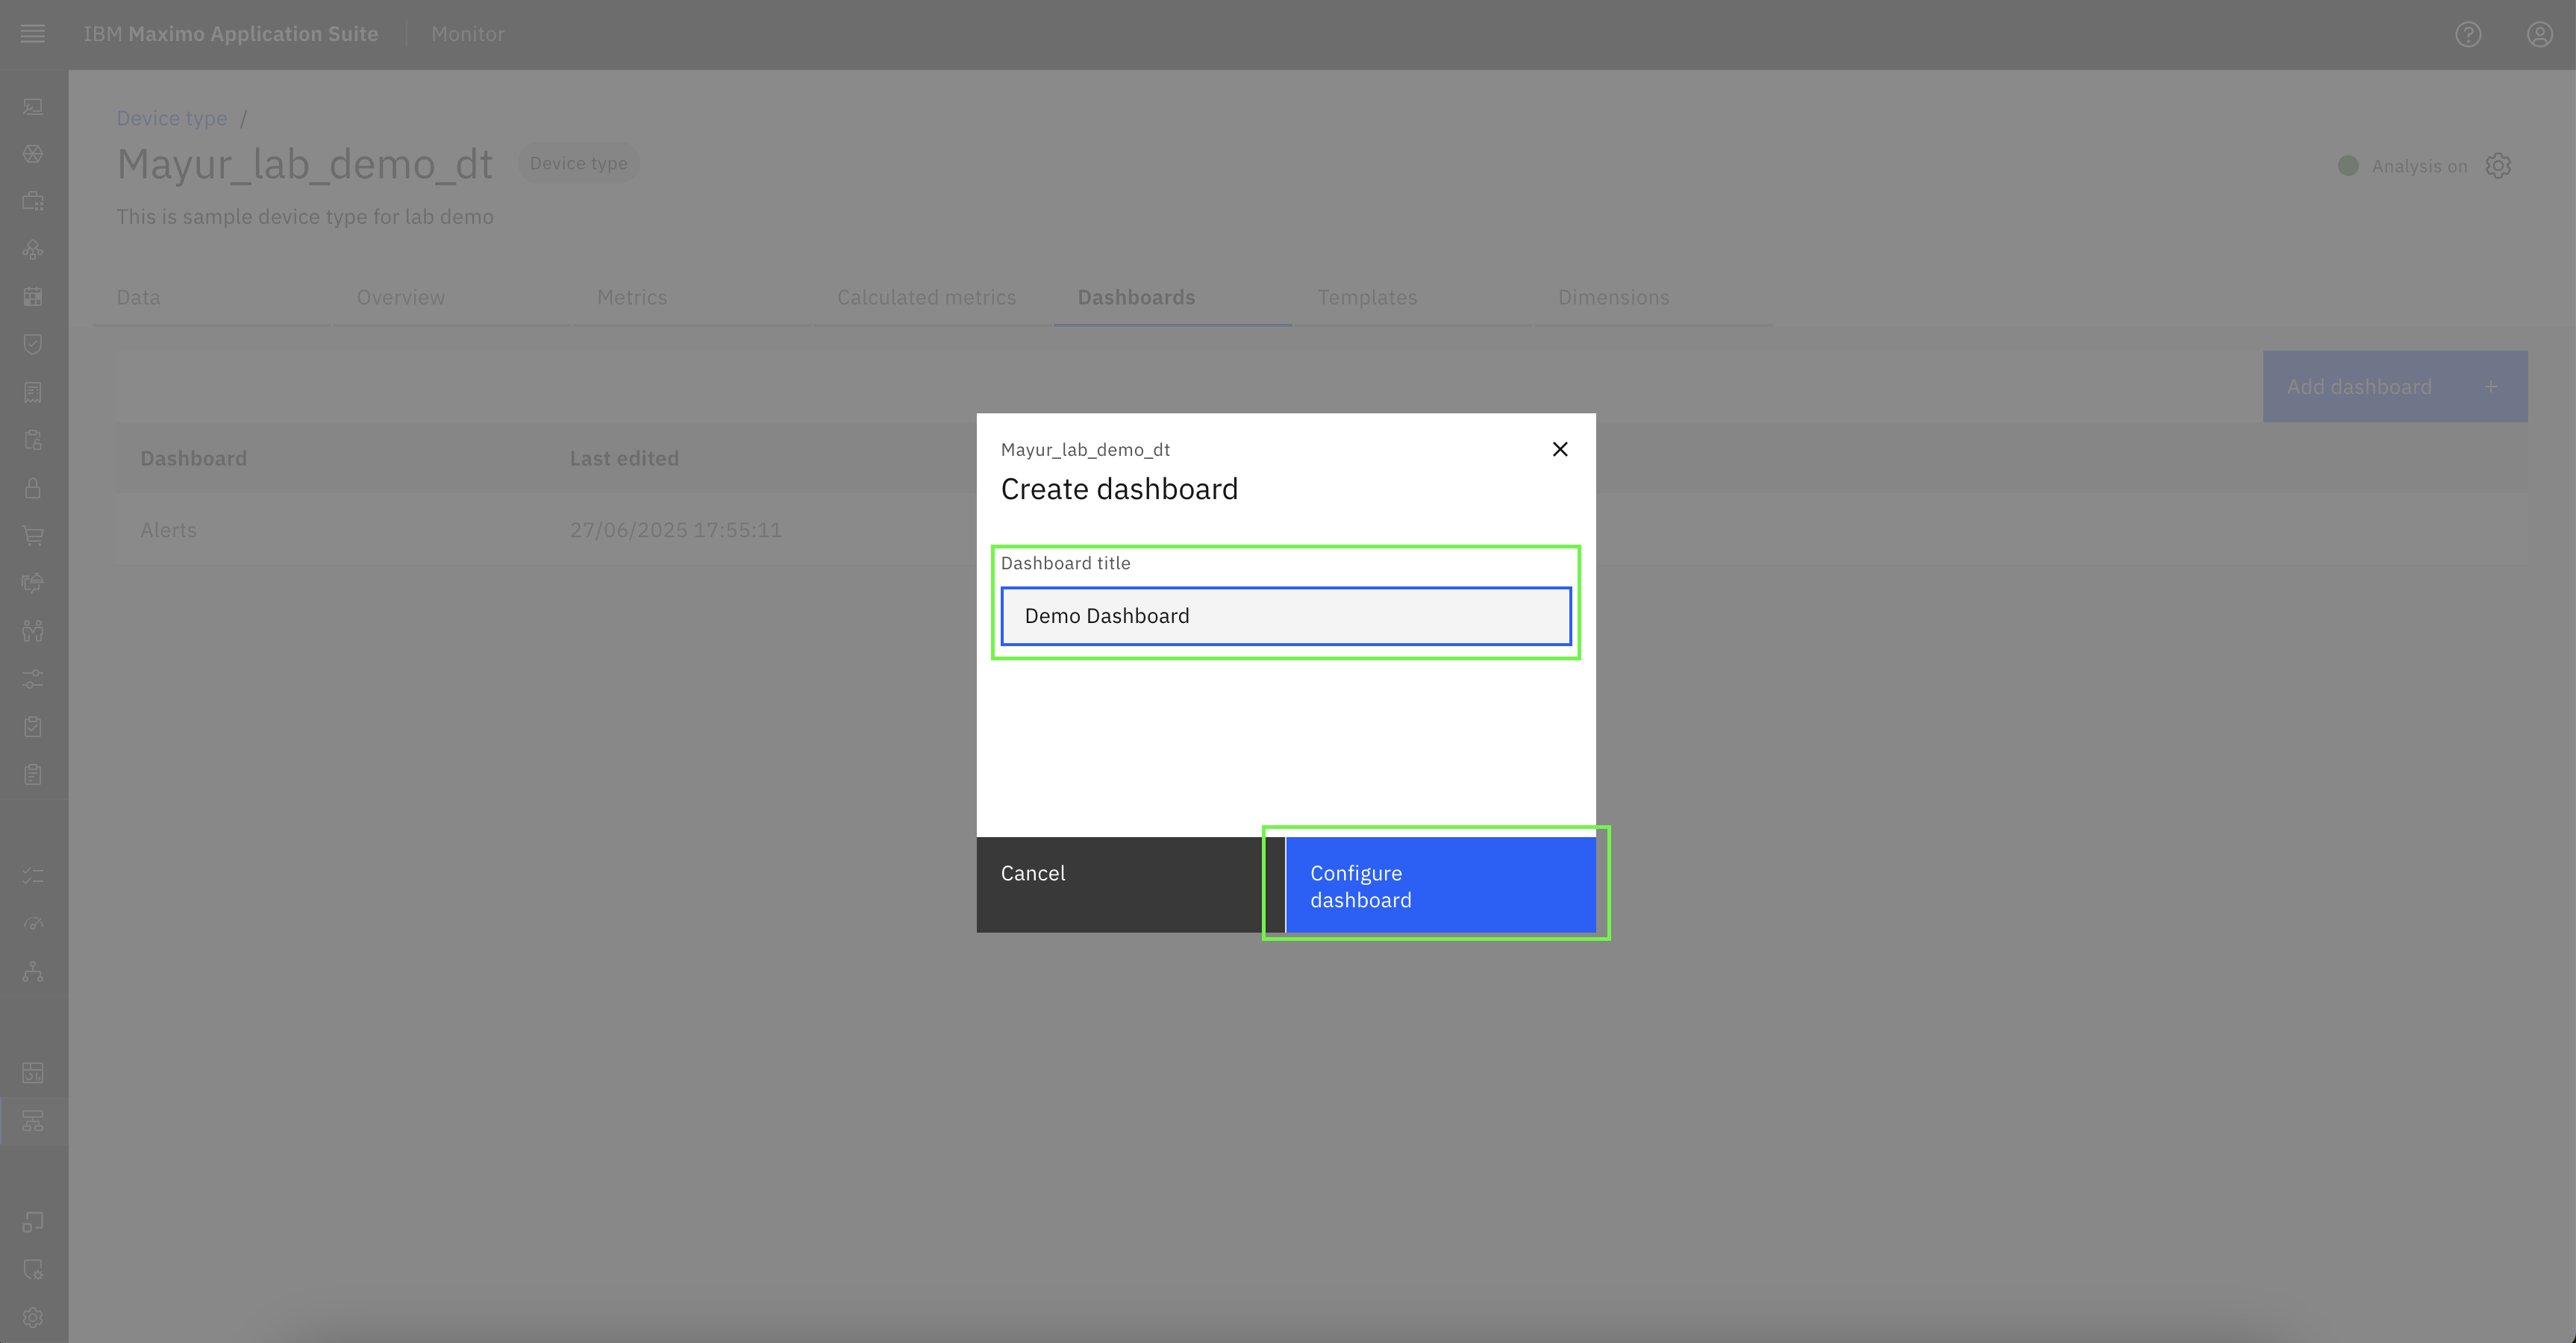 IBM Maximo Application Suite Monitor
Device type /
Mayur_lab_demo_dt Device type
Analysis on
This is sample device type for lab demo
Data Overview Metrics Calculated metrics Dashboards Templates Dimensions
Add dashboard +
Dashboard Last edited
Alerts 27/06/2025 17:55:11
Mayur_lab_demo_dt
Create dashboard
Dashboard title
Demo Dashboard
Cancel
Configure
dashboard